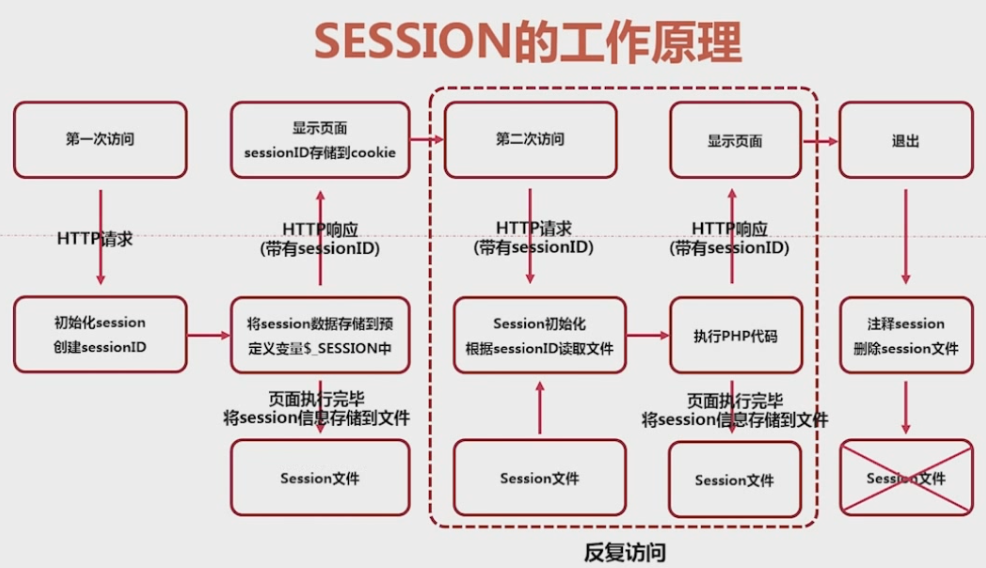 SESSION的工作原理
第一次访问
显示页面
sessionID存储到cookie
第二次访问
显示页面
退出
HTTP请求
HTTP响应
(带有sessionID)
HTTP请求
(带有sessionID)
HTTP响应
(带有sessionID)
初始化session
创建sessionID
将session数据存储到预
定义变量$_SESSION中
Session初始化
根据sessionID读取文件
执行PHP代码
注释session
删除session文件
页面执行完毕
将session信息存储到文件
页面执行完毕
将session信息存储到文件
Session文件
Session文件
Session文件
Session文件
反复访问